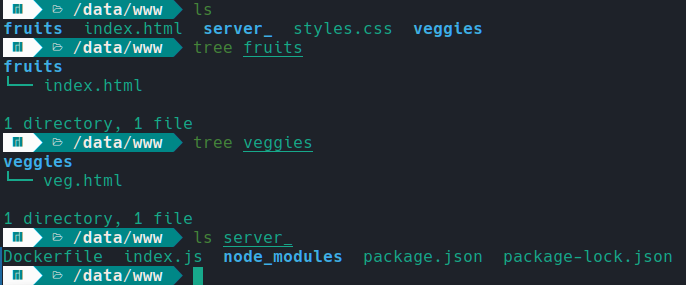 /data/www ls
fruits index.html server_ styles.css veggies
/data/www tree fruits
fruits
└── index.html
1 directory, 1 file
/data/www tree veggies
veggies
└── veg.html
1 directory, 1 file
/data/www ls server_
Dockerfile index.js node_modules package.json package-lock.json
/data/www